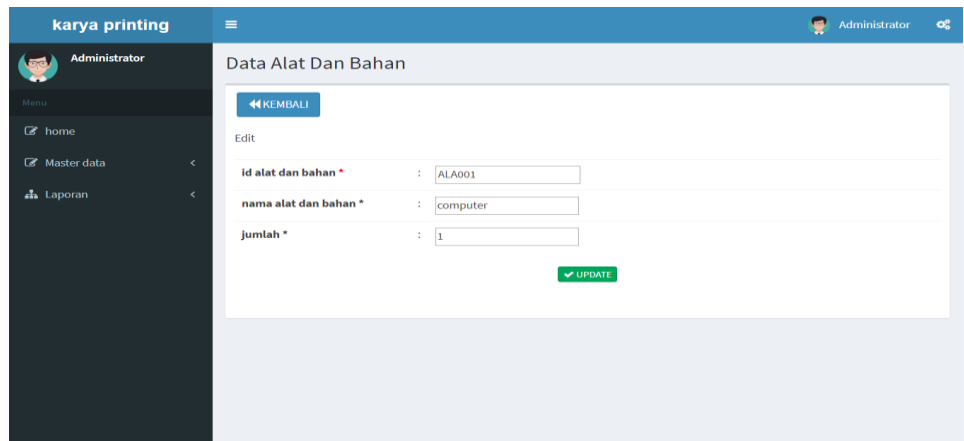 karya printing
Administrator
Administrator
Menu
home
Master data
Laporan
Data Alat Dan Bahan
KEMBALI
Edit
id alat dan bahan * : ALA001
nama alat dan bahan * : computer
jumlah * : 1
UPDATE